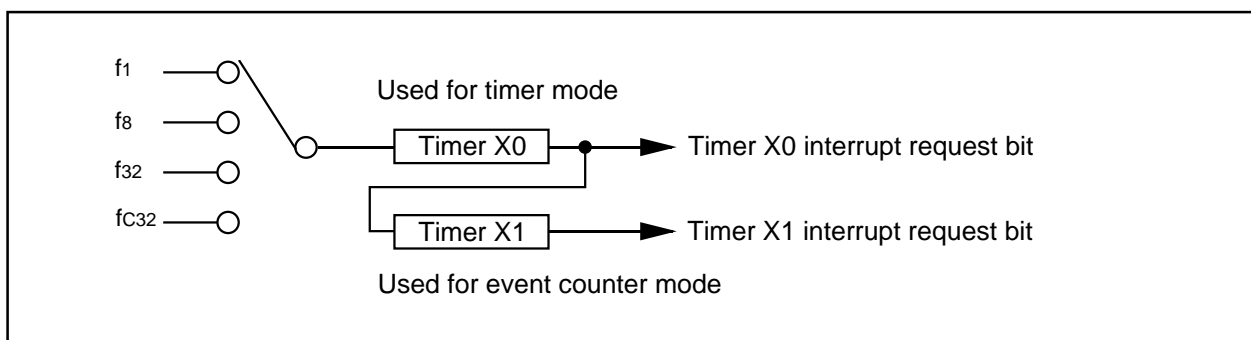 f1
Used for timer mode
f8
Timer X0
Timer X0 interrupt request bit
f32
fC32
Timer X1
Timer X1 interrupt request bit
Used for event counter mode